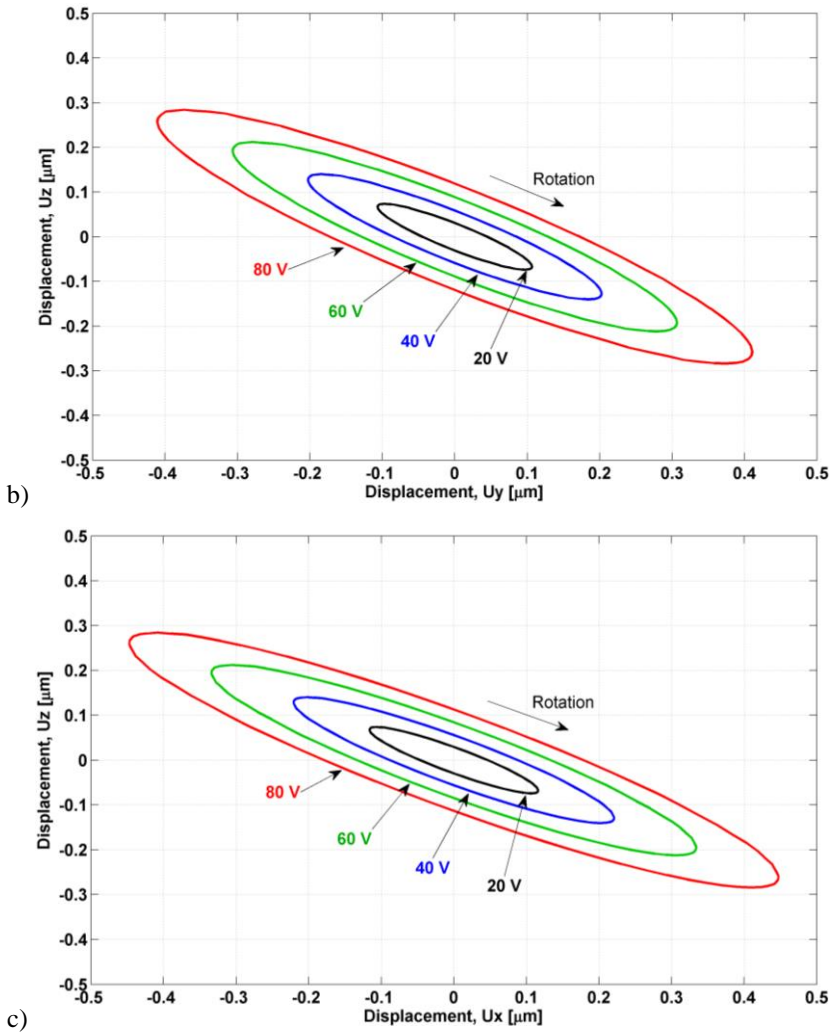 0.5
0.4
0.3
0.2
0.1
0
-0.1
-0.2
-0.3
-0.4
-0.5
Displacement, Uz [μm]
Rotation
80 V
60 V
40 V
20 V
-0.5 -0.4 -0.3 -0.2 -0.1 0 0.1 0.2 0.3 0.4 0.5
Displacement, Uy [μm]
b)
0.5
0.4
0.3
0.2
0.1
0
-0.1
-0.2
-0.3
-0.4
-0.5
Displacement, Uz [μm]
Rotation
80 V
60 V
40 V
20 V
-0.5 -0.4 -0.3 -0.2 -0.1 0 0.1 0.2 0.3 0.4 0.5
Displacement, Ux [μm]
c)